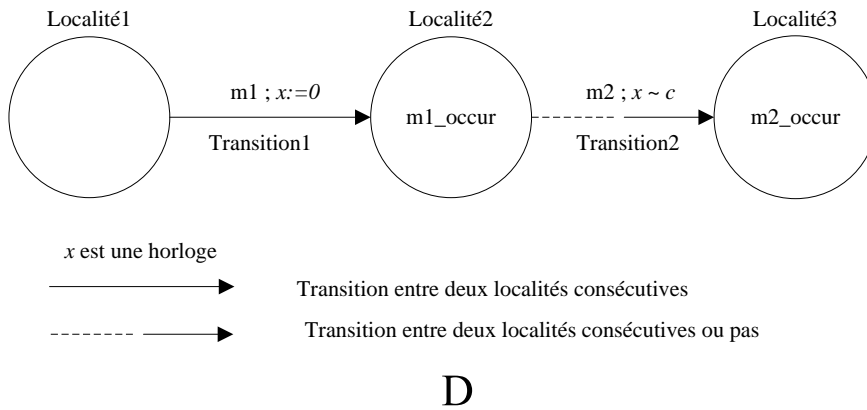 Localité1
Localité2
Localité3
m1 ; x:=0
m2 ; x ~ c
m1_occur
m2_occur
Transition1
Transition2
x est une horloge
Transition entre deux localités consécutives
Transition entre deux localités consécutives ou pas
D